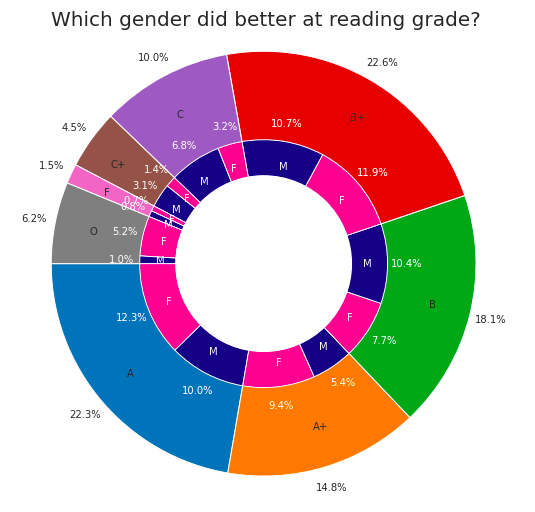 Which gender did better at reading grade?
10.0%
22.6%
C
B+
4.5%
3.2%
10.7%
6.8%
C+
1.4%
F
M
11.9%
1.5%
3.1%
M
F
F
F
0.7%
M
0.8%
F
M
6.2%
O
5.2%
F
1.0%
M
M
10.4%
F
F
B
18.1%
12.3%
M
M
7.7%
F
A
10.0%
5.4%
9.4%
22.3%
A+
14.8%